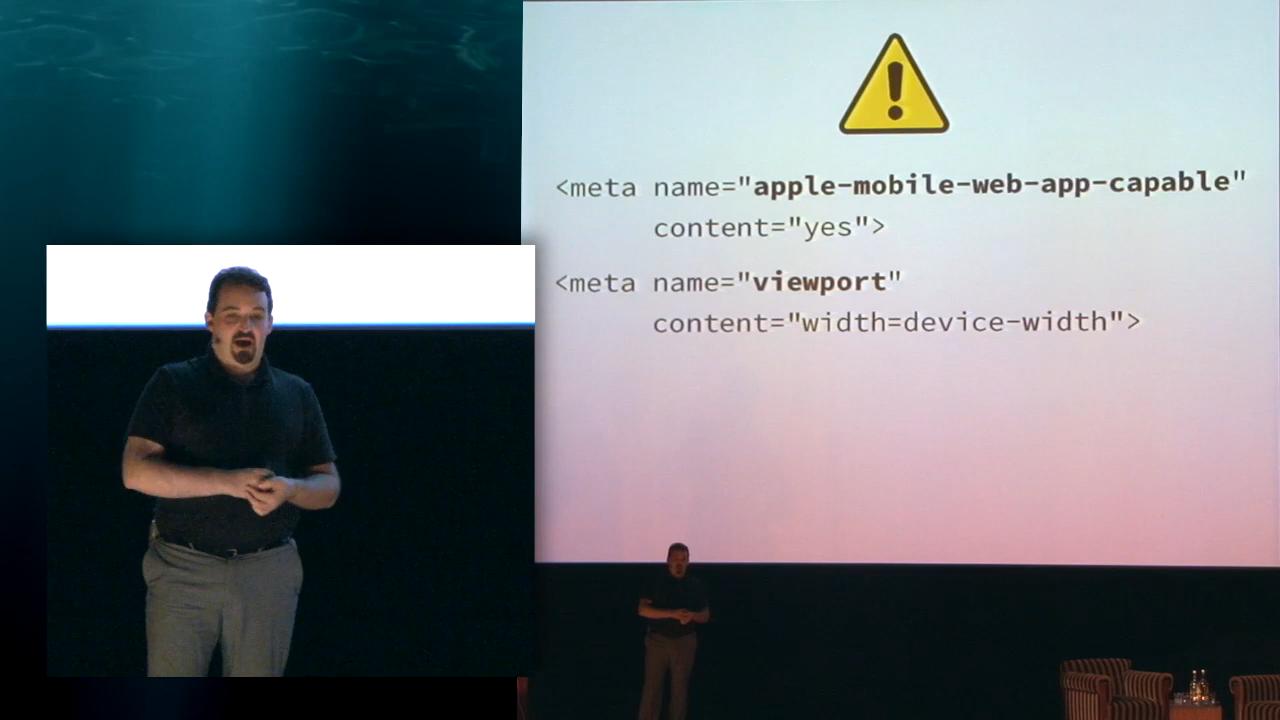 <meta name="apple-mobile-web-app-capable"
content="yes">
<meta name="viewport"
content="width=device-width">